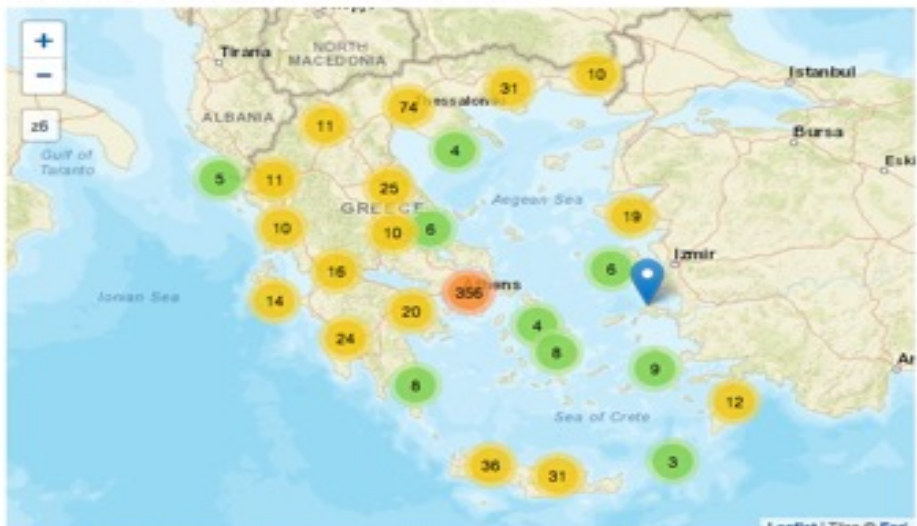 +
Tirana
NORTH
MACEDONIA
10
Istanbul
−
31
74
ALBANIA
11
Bursa
z6
4
Gulf of
Taranto
5
11
25
GREECE
Aegean Sea
19
10
10
6
Izmir
6
16
Ionian Sea
14
356
20
4
24
8
9
8
12
Sea of Crete
36
31
3